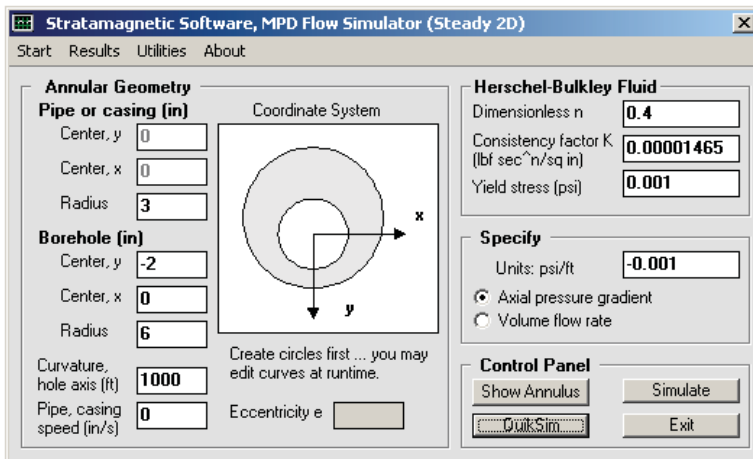 Stratamagnetic Software, MPD Flow Simulator (Steady 2D)
Start Results Utilities About
Annular Geometry
Pipe or casing (in)
Center, y 0
Center, x 0
Radius 3
Borehole (in)
Center, y -2
Center, x 0
Radius 6
Curvature,
hole axis (ft) 1000
Pipe, casing
speed (in/s) 0
Coordinate System
x
y
Create circles first ... you may
edit curves at runtime.
Eccentricity e
Herschel-Bulkley Fluid
Dimensionless n 0.4
Consistency factor K
(lbf sec^n/sq in) 0.00001465
Yield stress (psi) 0.001
Specify
Units: psi/ft -0.001
Axial pressure gradient
Volume flow rate
Control Panel
Show Annulus Simulate
QuikSim Exit